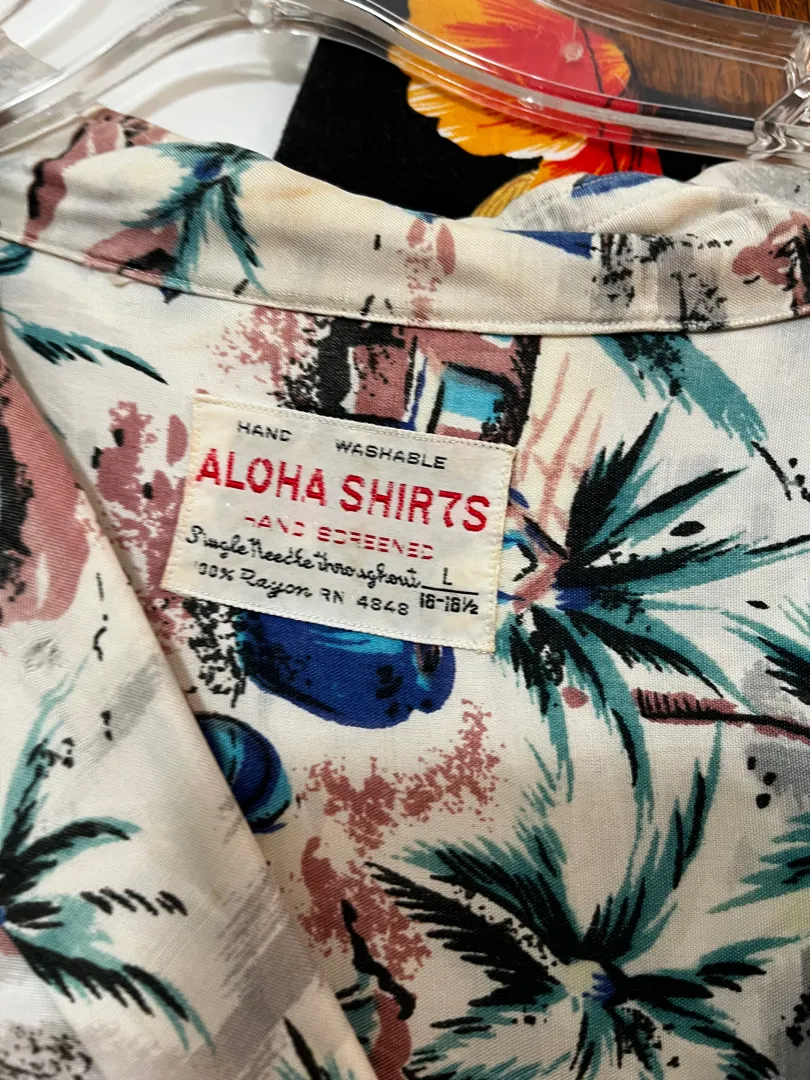 HAND WASHABLE
ALOHA SHIRTS
HAND SCREENED
Single Needle throughout L
100% Rayon RN 4848 16-16½